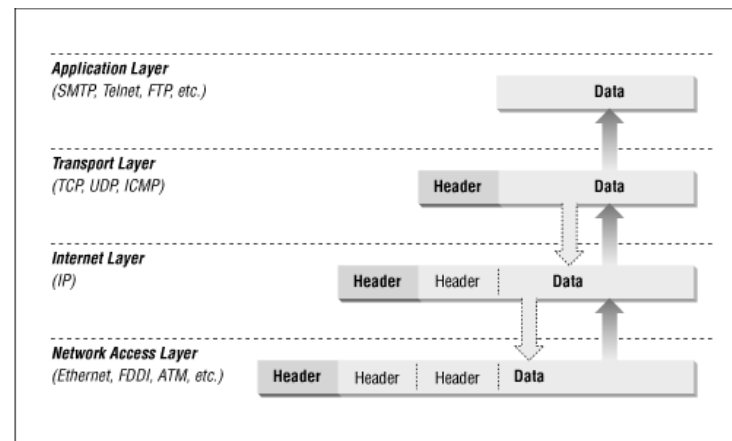 Application Layer
(SMTP, Telnet, FTP, etc.)
Data
Transport Layer
(TCP, UDP, ICMP)
Header Data
Internet Layer
(IP)
Header Header Data
Network Access Layer
(Ethernet, FDDI, ATM, etc.)
Header Header Header Data